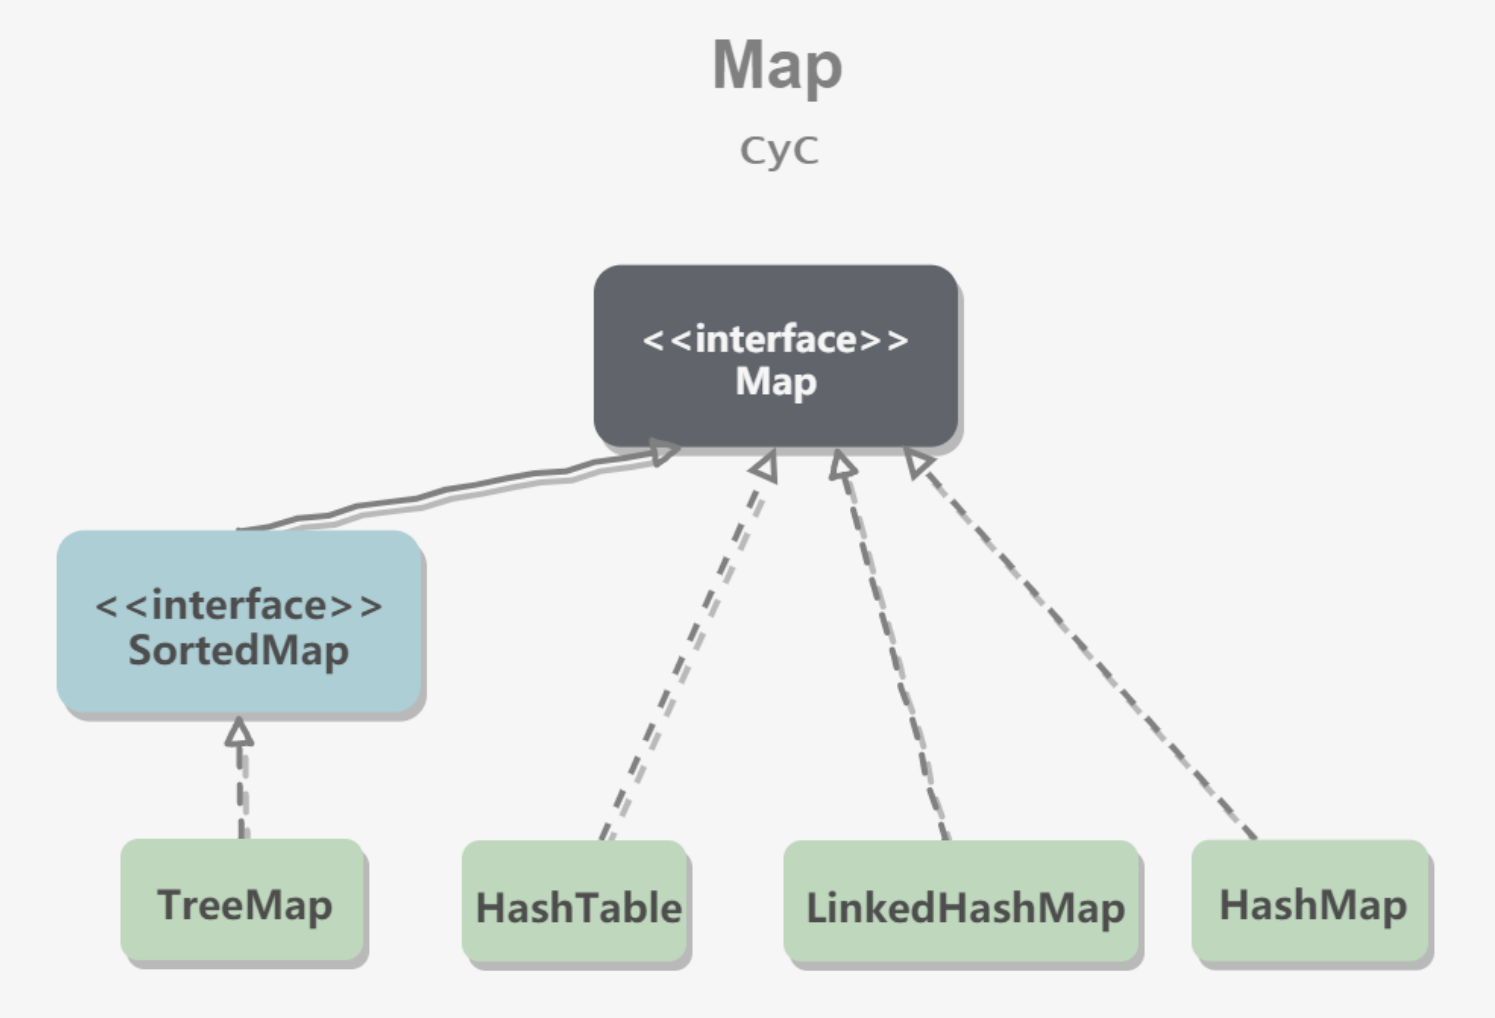 Map
CyC
<<interface>>
Map
<<interface>>
SortedMap
TreeMap
HashTable
LinkedHashMap
HashMap